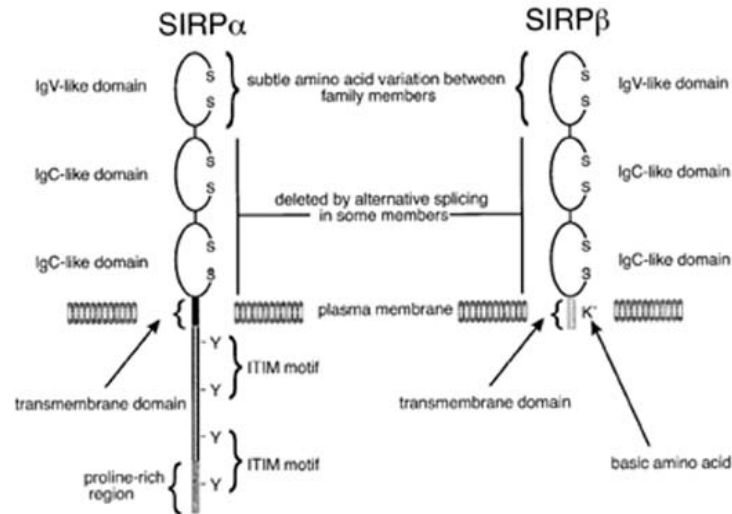 SIRPα
SIRPβ
IgV-like domain
S
S
subtle amino acid variation between
family members
S
S
IgV-like domain
IgC-like domain
S
S
deleted by alternative splicing
in some members
S
S
IgC-like domain
IgC-like domain
S
S
S
S
IgC-like domain
plasma membrane
K⁺
transmembrane domain
Y
ITIM motif
Y
transmembrane domain
basic amino acid
Y
ITIM motif
Y
proline-rich
region